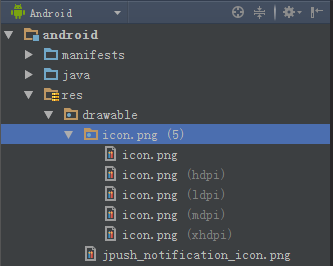 Android
android
manifests
java
res
drawable
icon.png (5)
icon.png
icon.png (hdpi)
icon.png (ldpi)
icon.png (mdpi)
icon.png (xhdpi)
jpush_notification_icon.png